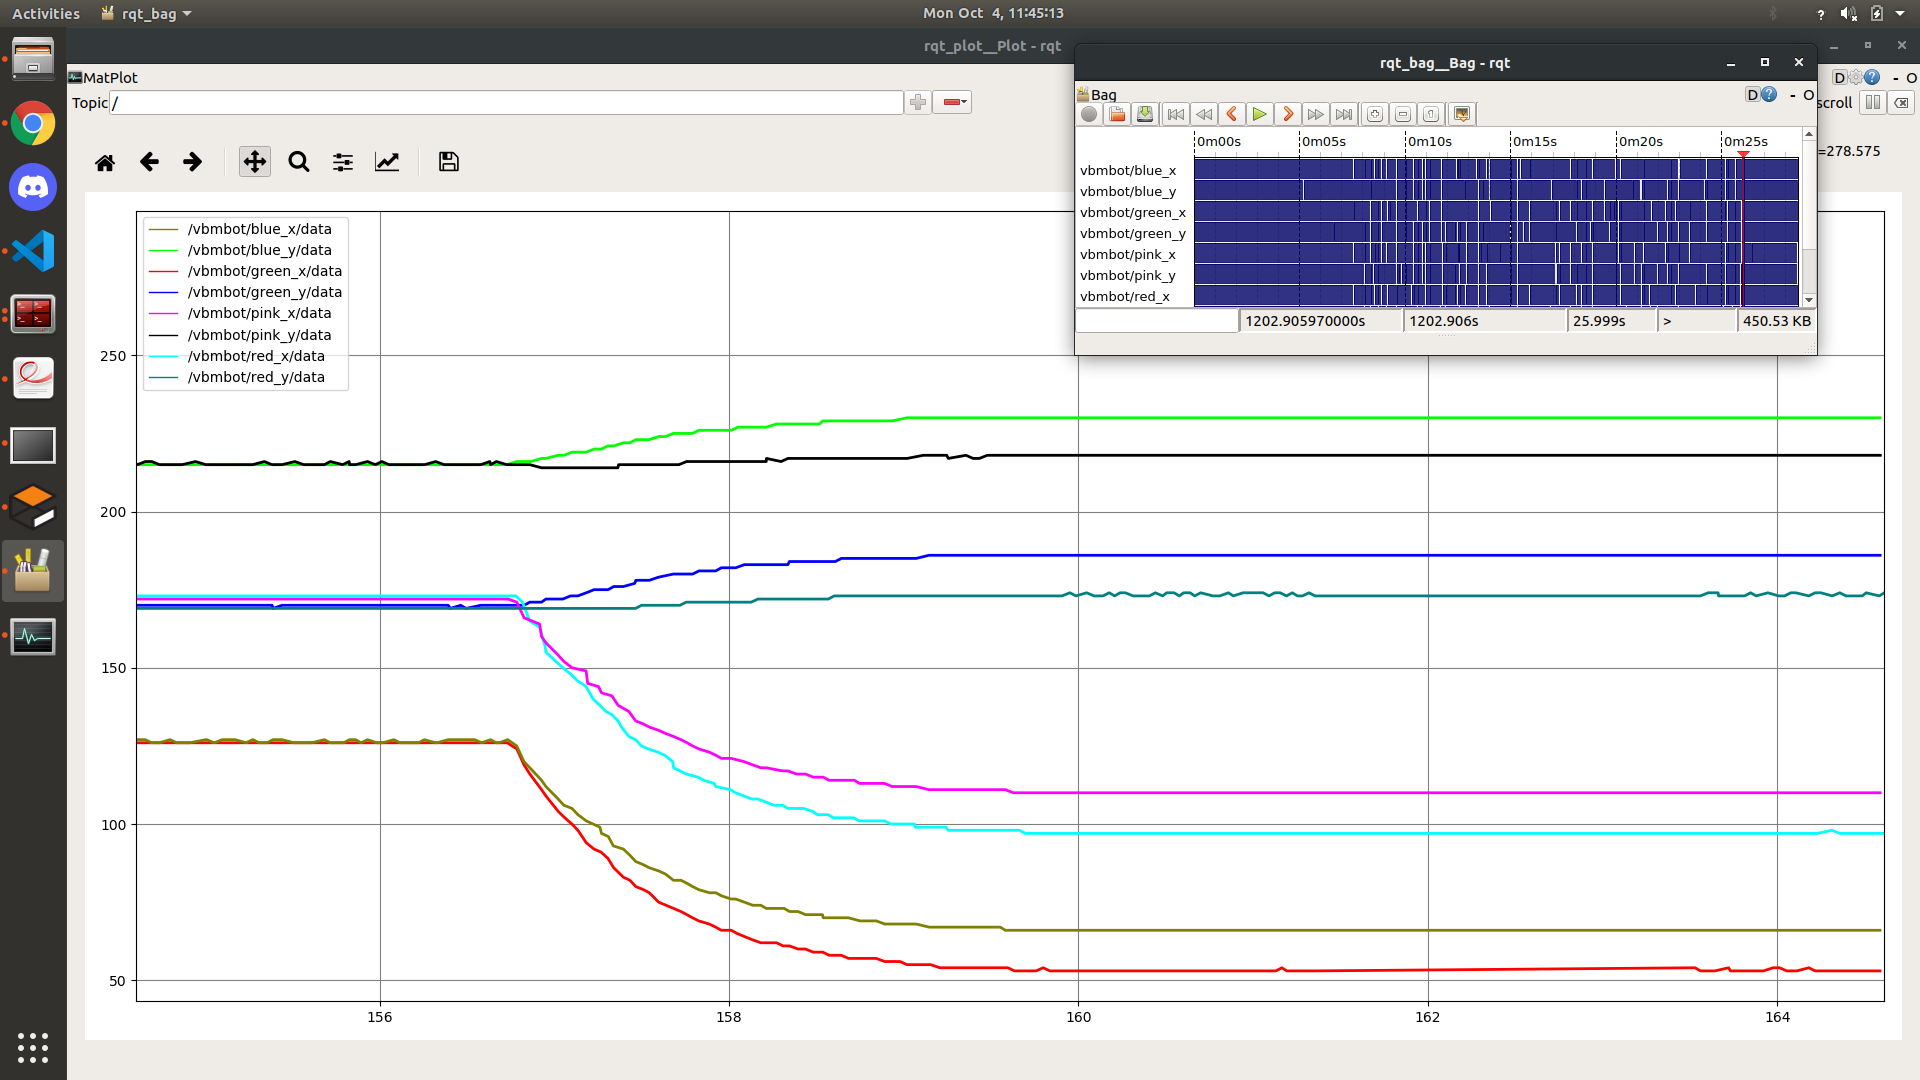 Activities
rqt_bag
Mon Oct 4, 11:45:13
?
rqt_plot__Plot - rqt
MatPlot
D
?
- O
Topic
/
scroll
=278.575
rqt_bag__Bag - rqt
Bag
D
?
- O
0m00s 0m05s 0m10s 0m15s 0m20s 0m25s
vbmbot/blue_x
vbmbot/blue_y
vbmbot/green_x
vbmbot/green_y
vbmbot/pink_x
vbmbot/pink_y
vbmbot/red_x
1202.905970000s 1202.906s 25.999s > 450.53 KB
/vbmbot/blue_x/data
/vbmbot/blue_y/data
/vbmbot/green_x/data
/vbmbot/green_y/data
/vbmbot/pink_x/data
/vbmbot/pink_y/data
/vbmbot/red_x/data
/vbmbot/red_y/data
250
200
150
100
50
156 158 160 162 164